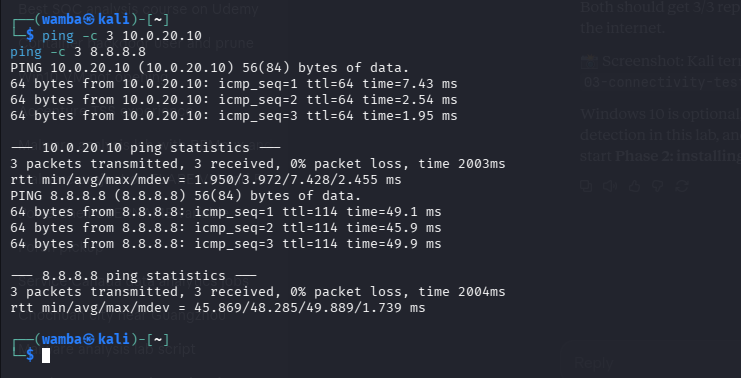 ┌──(wamba㉿kali)-[~]
└─$ ping -c 3 10.0.20.10
ping -c 3 8.8.8.8
PING 10.0.20.10 (10.0.20.10) 56(84) bytes of data.
64 bytes from 10.0.20.10: icmp_seq=1 ttl=64 time=7.43 ms
64 bytes from 10.0.20.10: icmp_seq=2 ttl=64 time=2.54 ms
64 bytes from 10.0.20.10: icmp_seq=3 ttl=64 time=1.95 ms
--- 10.0.20.10 ping statistics ---
3 packets transmitted, 3 received, 0% packet loss, time 2003ms
rtt min/avg/max/mdev = 1.950/3.972/7.428/2.455 ms
PING 8.8.8.8 (8.8.8.8) 56(84) bytes of data.
64 bytes from 8.8.8.8: icmp_seq=1 ttl=114 time=49.1 ms
64 bytes from 8.8.8.8: icmp_seq=2 ttl=114 time=45.9 ms
64 bytes from 8.8.8.8: icmp_seq=3 ttl=114 time=49.9 ms
--- 8.8.8.8 ping statistics ---
3 packets transmitted, 3 received, 0% packet loss, time 2004ms
rtt min/avg/max/mdev = 45.869/48.285/49.889/1.739 ms
┌──(wamba㉿kali)-[~]
└─$
Best SOC analysis course on Udemy
and prune
analysis lab script
Both should get 3/3
the internet.
Screenshot: Kali
03-connectivity
Windows 10 is optional
detection in this lab,
start Phase 2:
Reply